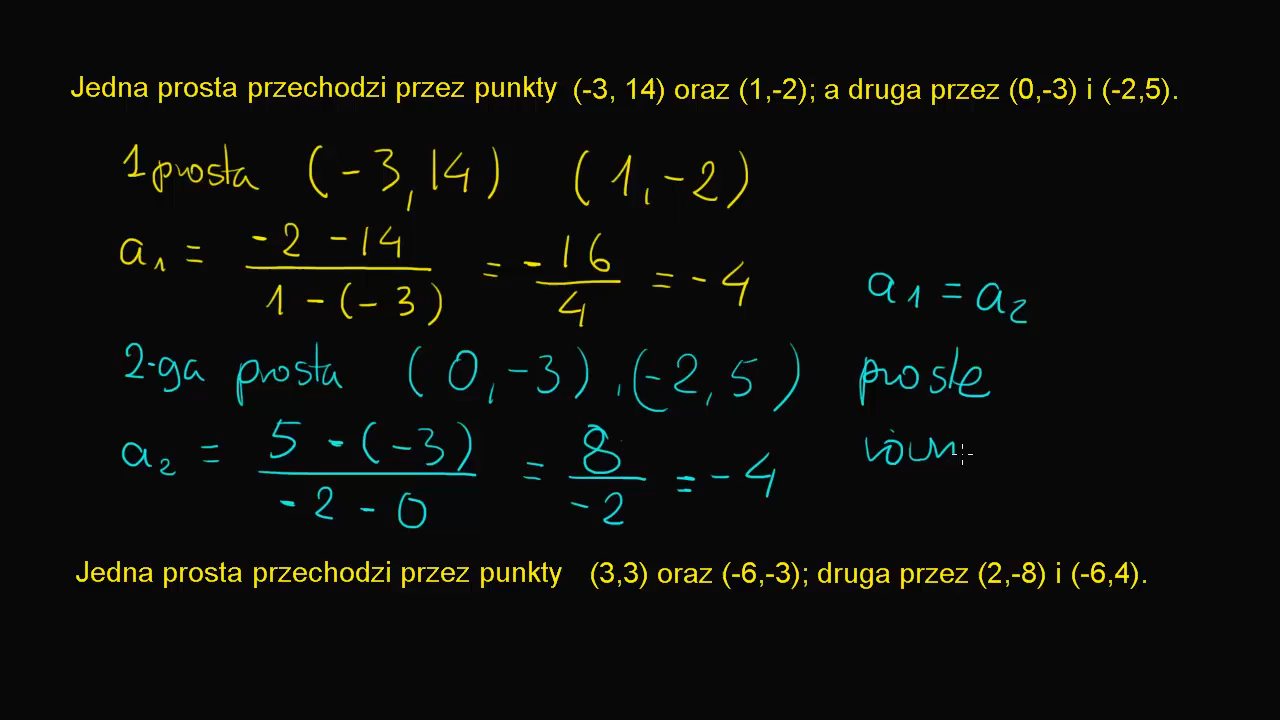 Jedna prosta przechodzi przez punkty (-3, 14) oraz (1,-2); a druga przez (0,-3) i (-2,5).
1 prosta (-3,14) (1,-2)
a₁ = (-2-14)/(1-(-3)) = -16/4 = -4
a₁ = a₂
2-ga prosta (0,-3),(-2,5) proste
a₂ = (5-(-3))/(-2-0) = 8/-2 = -4 równ
Jedna prosta przechodzi przez punkty (3,3) oraz (-6,-3); druga przez (2,-8) i (-6,4).